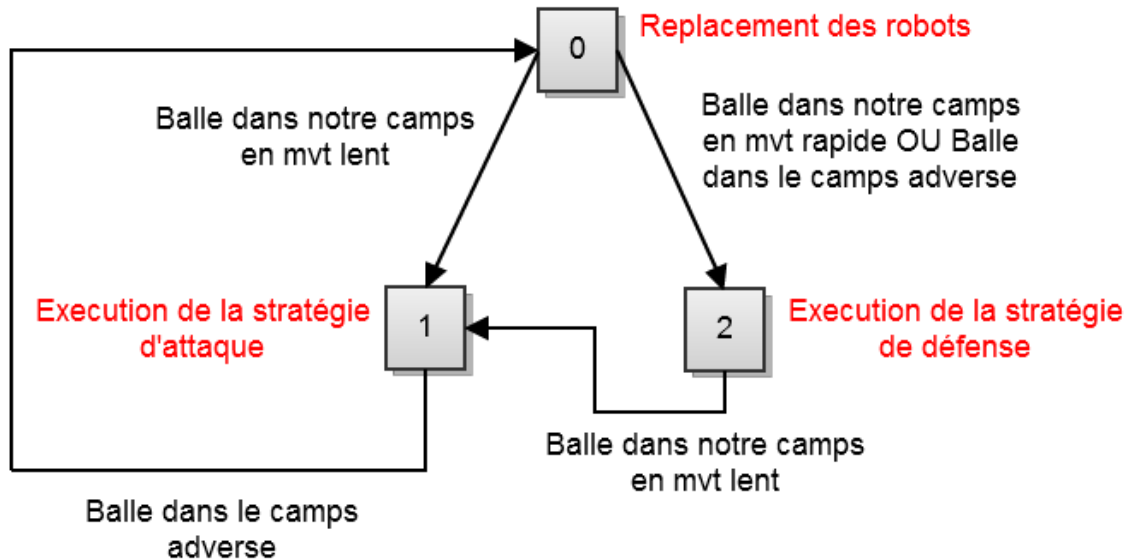 0
Replacement des robots
Balle dans notre camps
en mvt lent
Balle dans notre camps
en mvt rapide OU Balle
dans le camps adverse
Execution de la stratégie
d'attaque
1
2
Execution de la stratégie
de défense
Balle dans notre camps
en mvt lent
Balle dans le camps
adverse